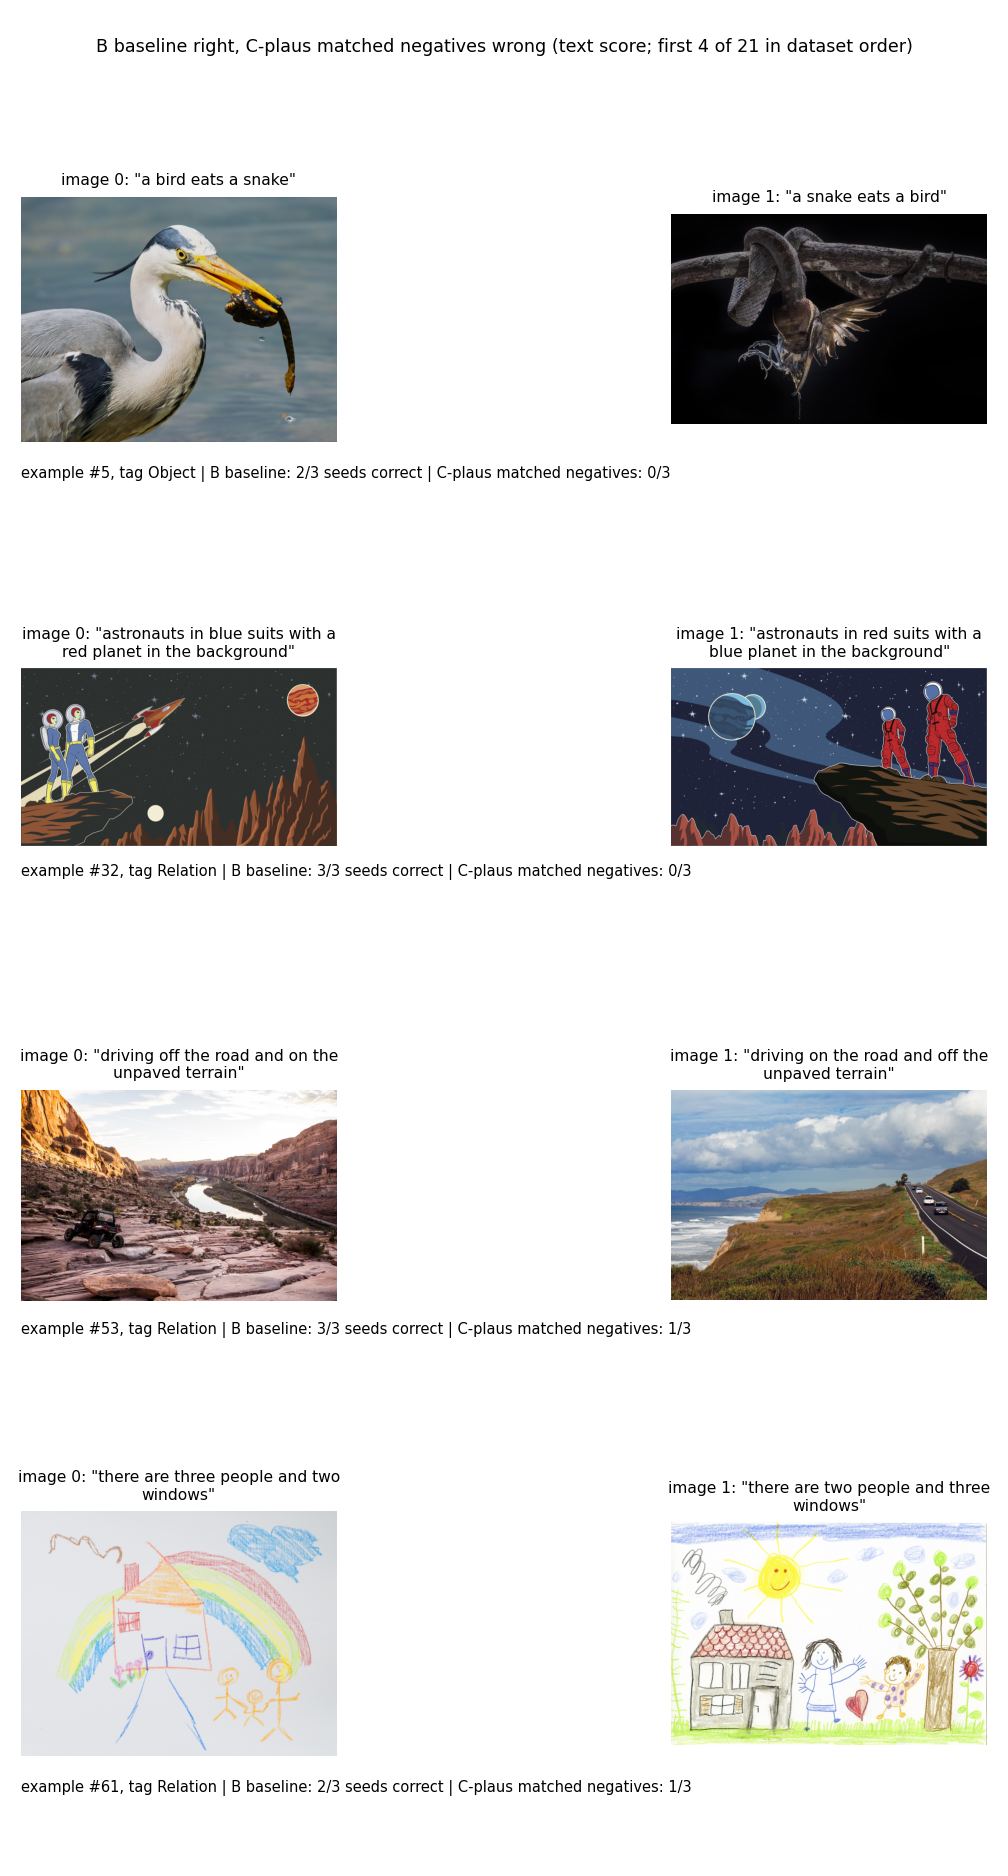 B baseline right, C-plaus matched negatives wrong (text score; first 4 of 21 in dataset order)
image 0: "a bird eats a snake"
image 1: "a snake eats a bird"
example #5, tag Object | B baseline: 2/3 seeds correct | C-plaus matched negatives: 0/3
image 0: "astronauts in blue suits with a
red planet in the background"
image 1: "astronauts in red suits with a
blue planet in the background"
example #32, tag Relation | B baseline: 3/3 seeds correct | C-plaus matched negatives: 0/3
image 0: "driving off the road and on the
unpaved terrain"
image 1: "driving on the road and off the
unpaved terrain"
example #53, tag Relation | B baseline: 3/3 seeds correct | C-plaus matched negatives: 1/3
image 0: "there are three people and two
windows"
image 1: "there are two people and three
windows"
example #61, tag Relation | B baseline: 2/3 seeds correct | C-plaus matched negatives: 1/3